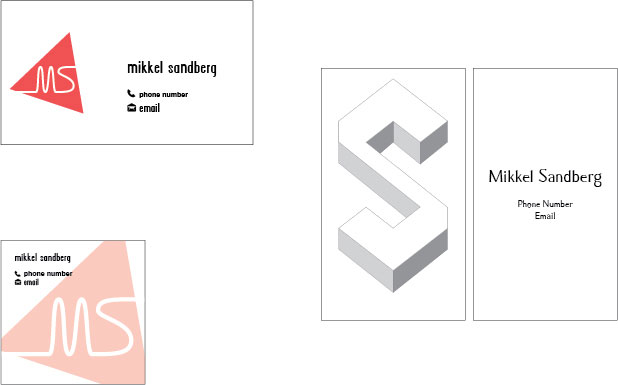 MS
mikkel sandberg
phone number
email
mikkel sandberg
phone number
email
MS
S
Mikkel Sandberg
Phone Number
Email